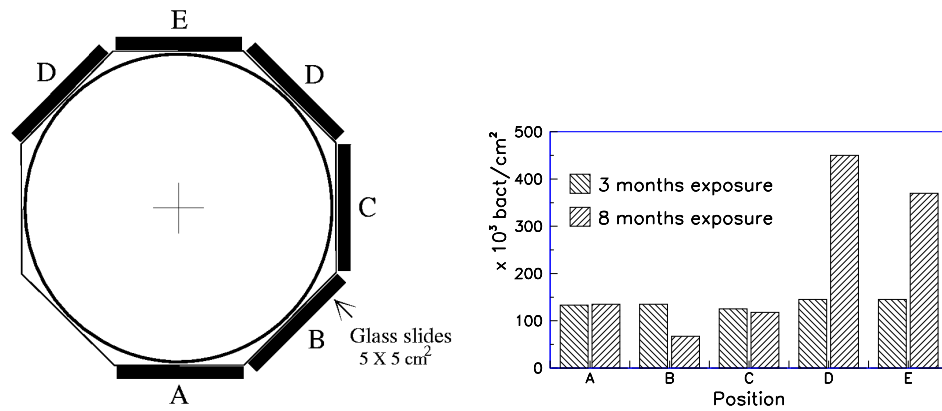 E
D
D
C
B
A
Glass slides
5 X 5 cm²
x 10³ bact/cm²
500
400
300
200
100
0
3 months exposure
8 months exposure
A B C D E
Position